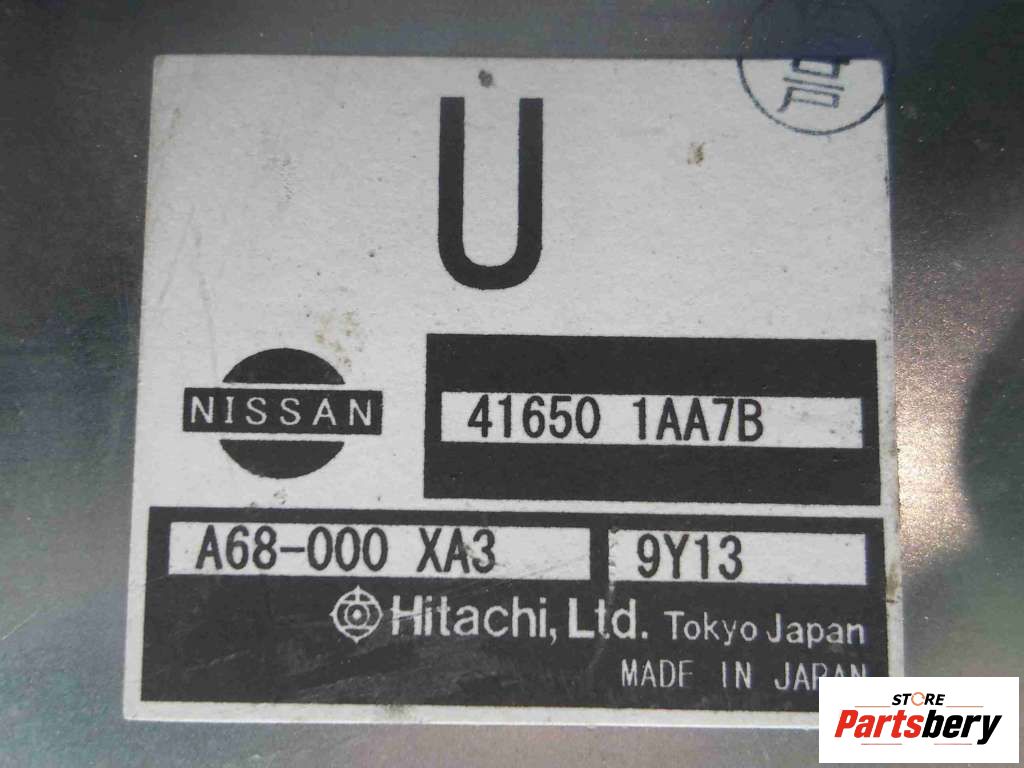 U
NISSAN
41650 1AA7B
A68-000 XA3
9Y13
Hitachi, Ltd. Tokyo Japan
MADE IN JAPAN
STORE
Partsbery